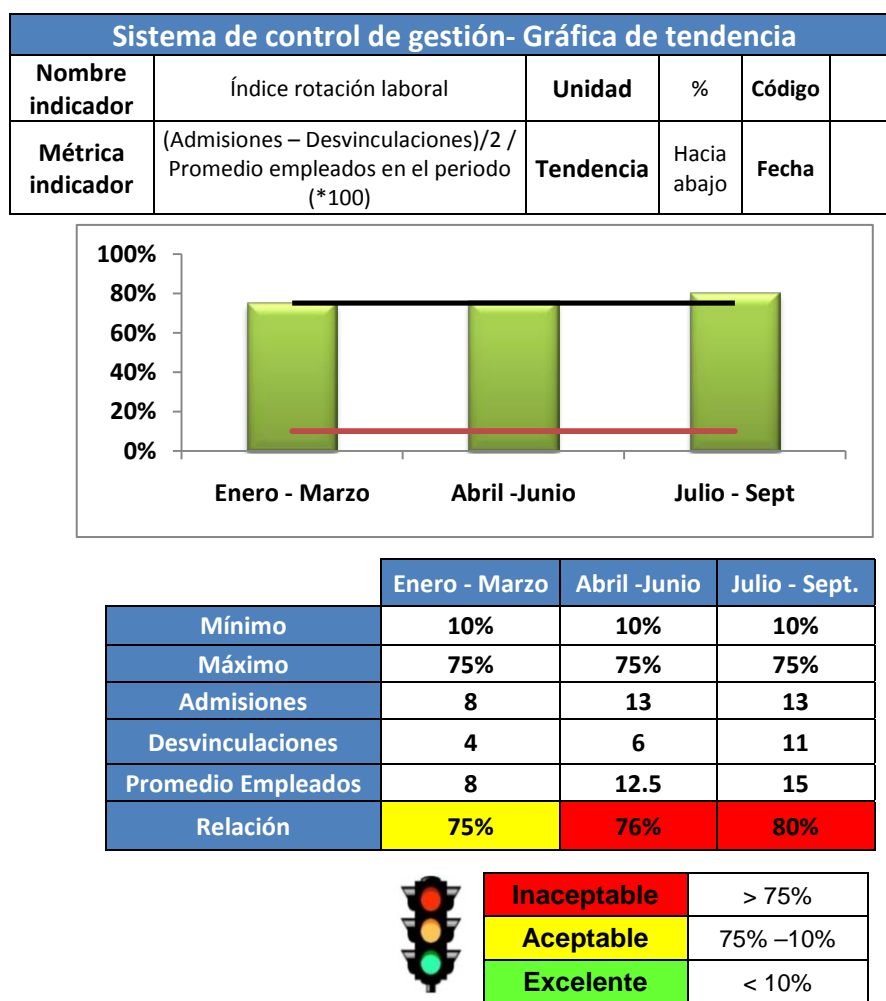 Sistema de control de gestión- Gráfica de tendencia
Nombre indicador Índice rotación laboral Unidad % Código
Métrica indicador (Admisiones – Desvinculaciones)/2 / Promedio empleados en el periodo (*100) Tendencia Hacia abajo Fecha
100%
80%
60%
40%
20%
0%
Enero - Marzo Abril -Junio Julio - Sept
Enero - Marzo Abril -Junio Julio - Sept.
Mínimo 10% 10% 10%
Máximo 75% 75% 75%
Admisiones 8 13 13
Desvinculaciones 4 6 11
Promedio Empleados 8 12.5 15
Relación 75% 76% 80%
Inaceptable > 75%
Aceptable 75% –10%
Excelente < 10%